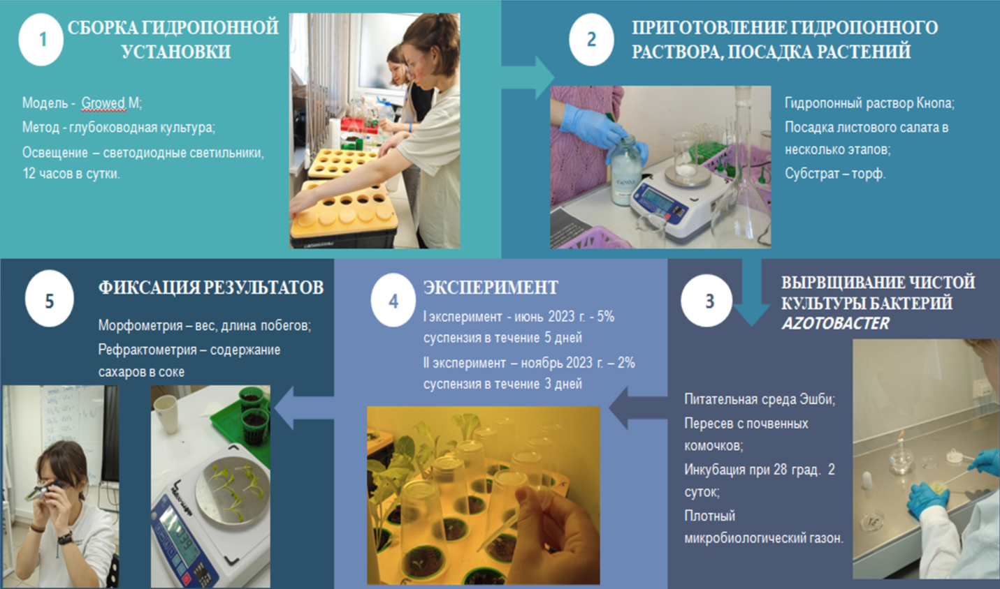 1
СБОРКА ГИДРОПОННОЙ
УСТАНОВКИ
Модель - Growed M;
Метод - глубоководная культура;
Освещение – светодиодные светильники,
12 часов в сутки.
2
ПРИГОТОВЛЕНИЕ ГИДРОПОННОГО
РАСТВОРА, ПОСАДКА РАСТЕНИЙ
Гидропонный раствор Кнопа;
Посадка листового салата в
несколько этапов;
Субстрат – торф.
3
ВЫРВЩИВАНИЕ ЧИСТОЙ
КУЛЬТУРЫ БАКТЕРИЙ
AZOTOBACTER
Питательная среда Эшби;
Пересев с почвенных
комочков;
Инкубация при 28 град. 2
суток;
Плотный
микробиологический газон.
4
ЭКСПЕРИМЕНТ
I эксперимент - июнь 2023 г. - 5%
суспензия в течение 5 дней
II эксперимент – ноябрь 2023 г. – 2%
суспензия в течение 3 дней
5
ФИКСАЦИЯ РЕЗУЛЬТАТОВ
Морфометрия – вес, длина побегов;
Рефрактометрия – содержание
сахаров в соке